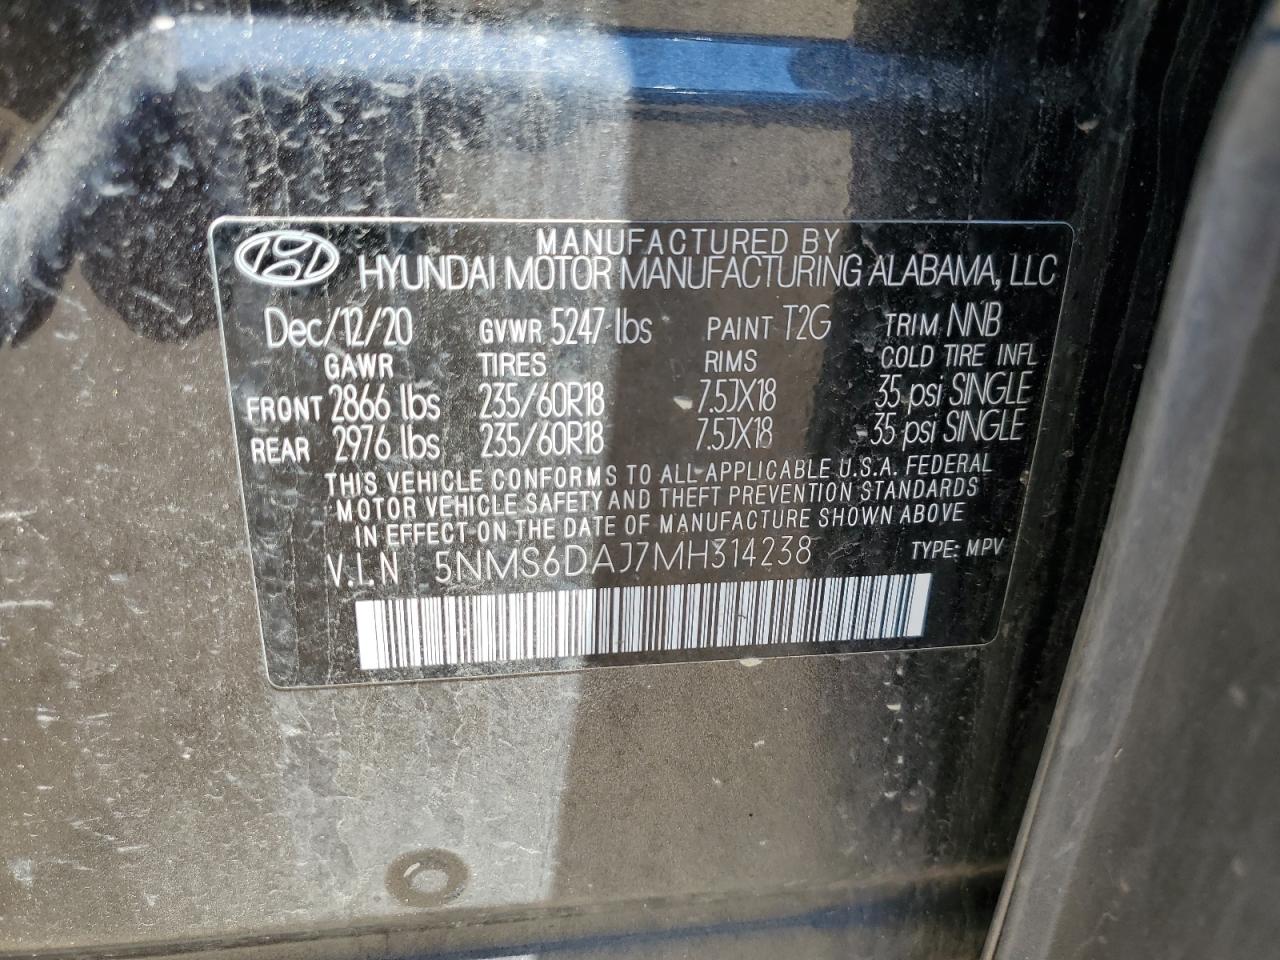 MANUFACTURED BY
HYUNDAI MOTOR MANUFACTURING ALABAMA, LLC
Dec/12/20 GVWR 5247 lbs PAINT T2G TRIM NNB
GAWR TIRES RIMS COLD TIRE INFL
FRONT 2866 lbs 235/60R18 7.5JX18 35 psi SINGLE
REAR 2976 lbs 235/60R18 7.5JX18 35 psi SINGLE
THIS VEHICLE CONFORMS TO ALL APPLICABLE U.S.A. FEDERAL
MOTOR VEHICLE SAFETY AND THEFT PREVENTION STANDARDS
IN EFFECT ON THE DATE OF MANUFACTURE SHOWN ABOVE
V.I.N 5NMS6DAJ7MH314238 TYPE: MPV